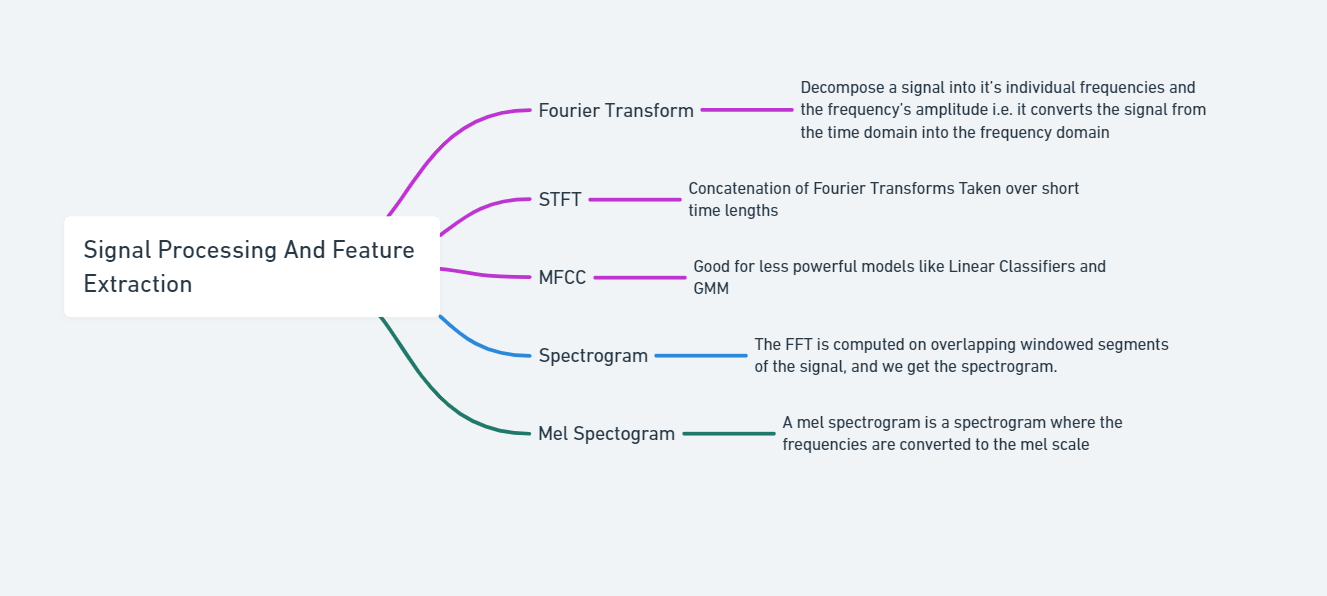 Signal Processing And Feature
Extraction
Fourier Transform
Decompose a signal into it's individual frequencies and
the frequency's amplitude i.e. it converts the signal from
the time domain into the frequency domain
STFT
Concatenation of Fourier Transforms Taken over short
time lengths
MFCC
Good for less powerful models like Linear Classifiers and
GMM
Spectrogram
The FFT is computed on overlapping windowed segments
of the signal, and we get the spectrogram.
Mel Spectogram
A mel spectrogram is a spectrogram where the
frequencies are converted to the mel scale